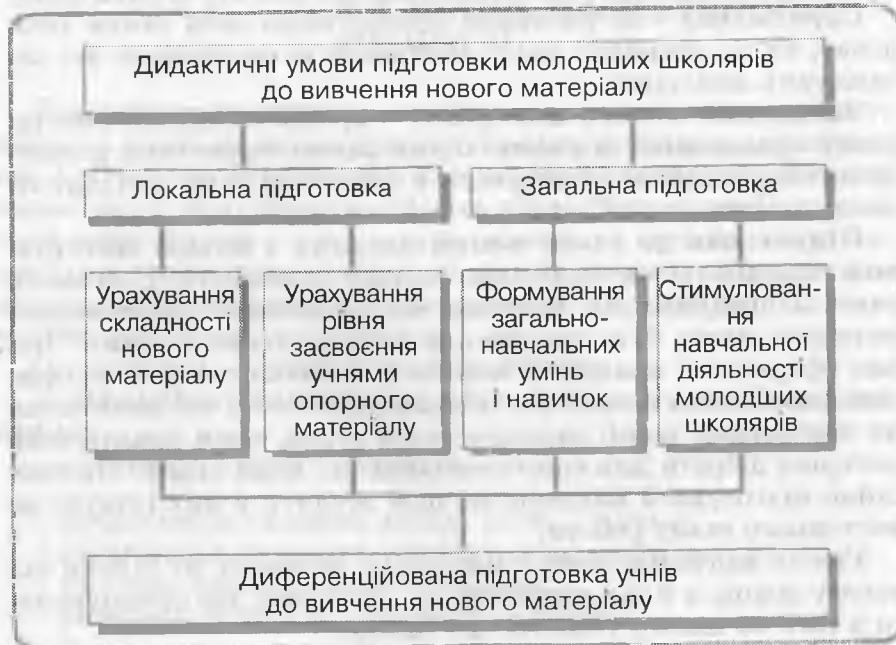 Дидактичні умови підготовки молодших школярів
до вивчення нового матеріалу
Локальна підготовка
Загальна підготовка
Урахування
складності
нового
матеріалу
Урахування
рівня
засвоєння
учнями
опорного
матеріалу
Формування
загально-
навчальних
умінь
і навичок
Стимулюван-
ня
навчальної
діяльності
молодших
школярів
Диференційована підготовка учнів
до вивчення нового матеріалу